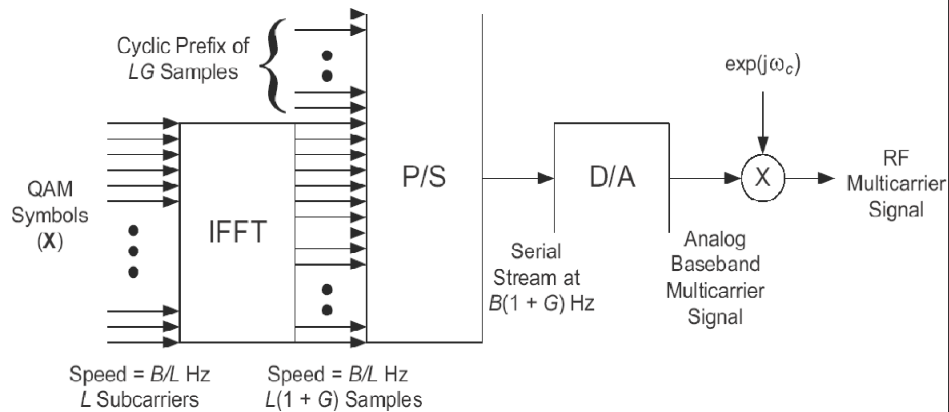 Cyclic Prefix of
LG Samples
exp(jωc)
QAM
Symbols
(X)
IFFT
P/S
D/A
X
RF
Multicarrier
Signal
Serial
Stream at
B(1 + G) Hz
Analog
Baseband
Multicarrier
Signal
Speed = B/L Hz
L Subcarriers
Speed = B/L Hz
L(1 + G) Samples